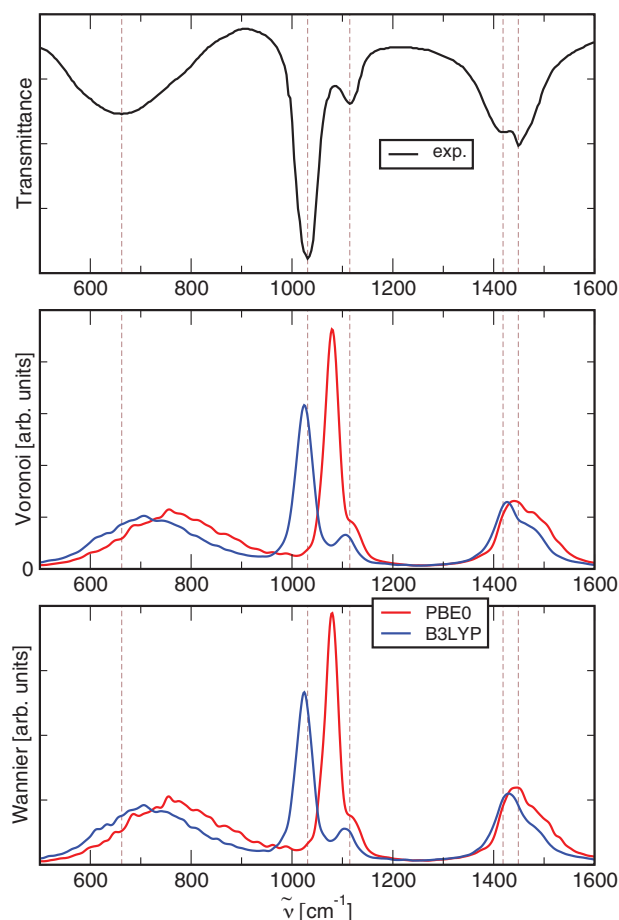 Transmittance
exp.
600 800 1000 1200 1400 1600
Voronoi [arb. units]
0
600 800 1000 1200 1400 1600
Wannier [arb. units]
PBE0
B3LYP
600 800 1000 1200 1400 1600
ν̃ [cm⁻¹]